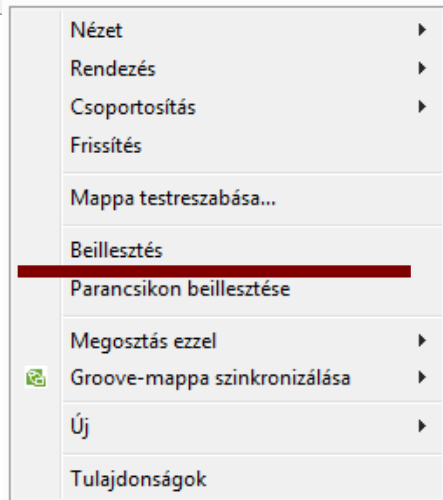 Nézet
Rendezés
Csoportosítás
Frissítés
Mappa testreszabása...
Beillesztés
Parancsikon beillesztése
Megosztás ezzel
Groove-mappa szinkronizálása
Új
Tulajdonságok